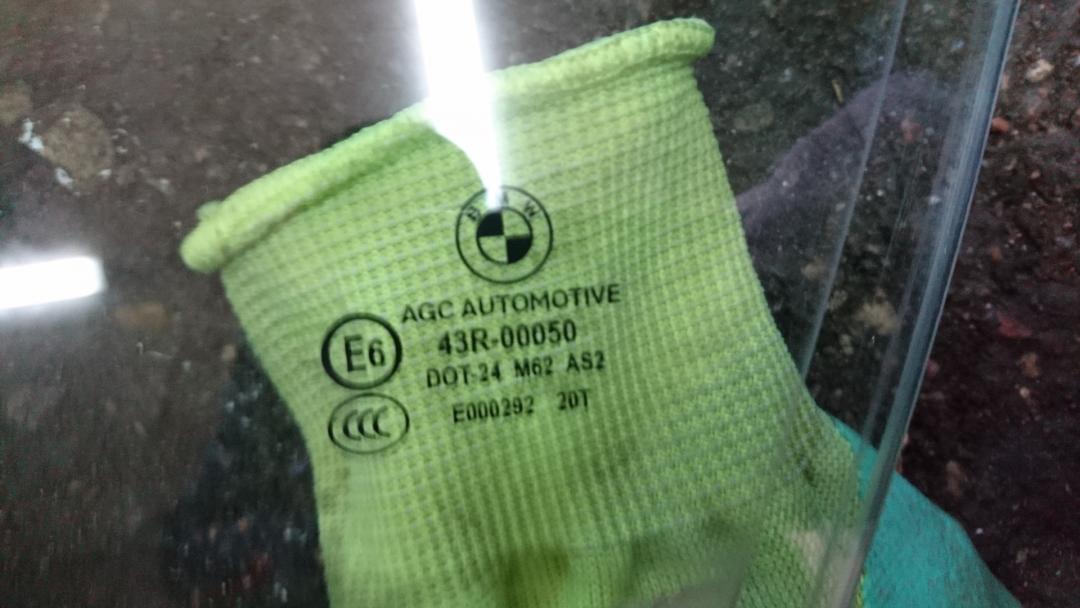 BMW
AGC AUTOMOTIVE
E6 43R-00050
DOT-24 M62 AS2
CCC E000292 20T